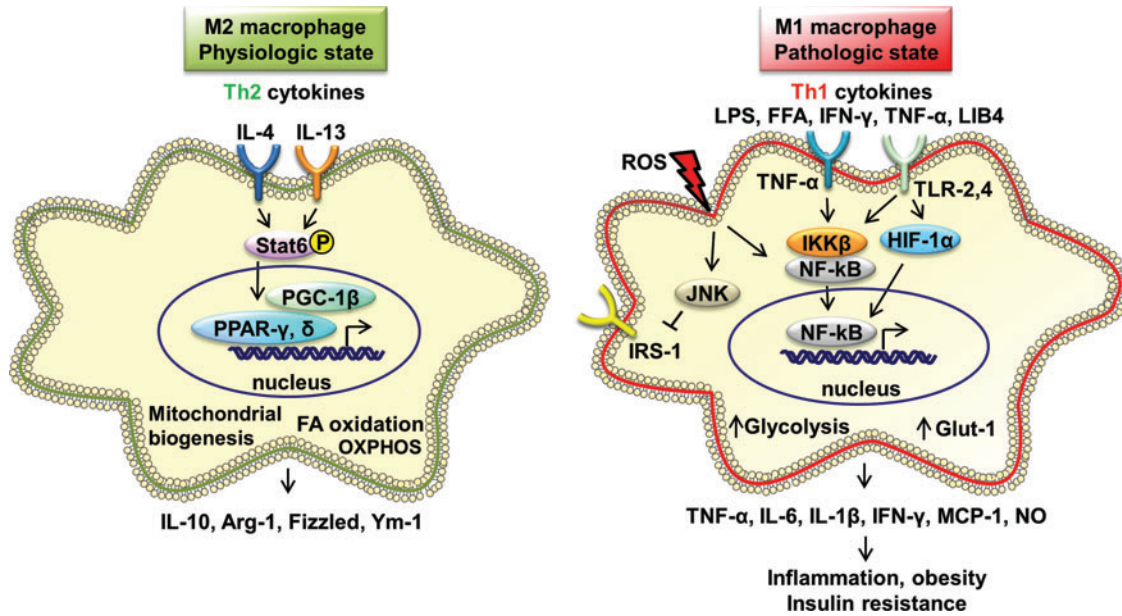 M2 macrophage
Physiologic state
Th2 cytokines
IL-4
IL-13
Stat6
P
PGC-1β
PPAR-γ, δ
nucleus
Mitochondrial
biogenesis
FA oxidation
OXPHOS
IL-10, Arg-1, Fizzled, Ym-1
M1 macrophage
Pathologic state
Th1 cytokines
LPS, FFA, IFN-γ, TNF-α, LIB4
ROS
TNF-α
TLR-2,4
IKKβ
HIF-1α
NF-kB
JNK
IRS-1
NF-kB
nucleus
↑Glycolysis
↑Glut-1
TNF-α, IL-6, IL-1β, IFN-γ, MCP-1, NO
Inflammation, obesity
Insulin resistance